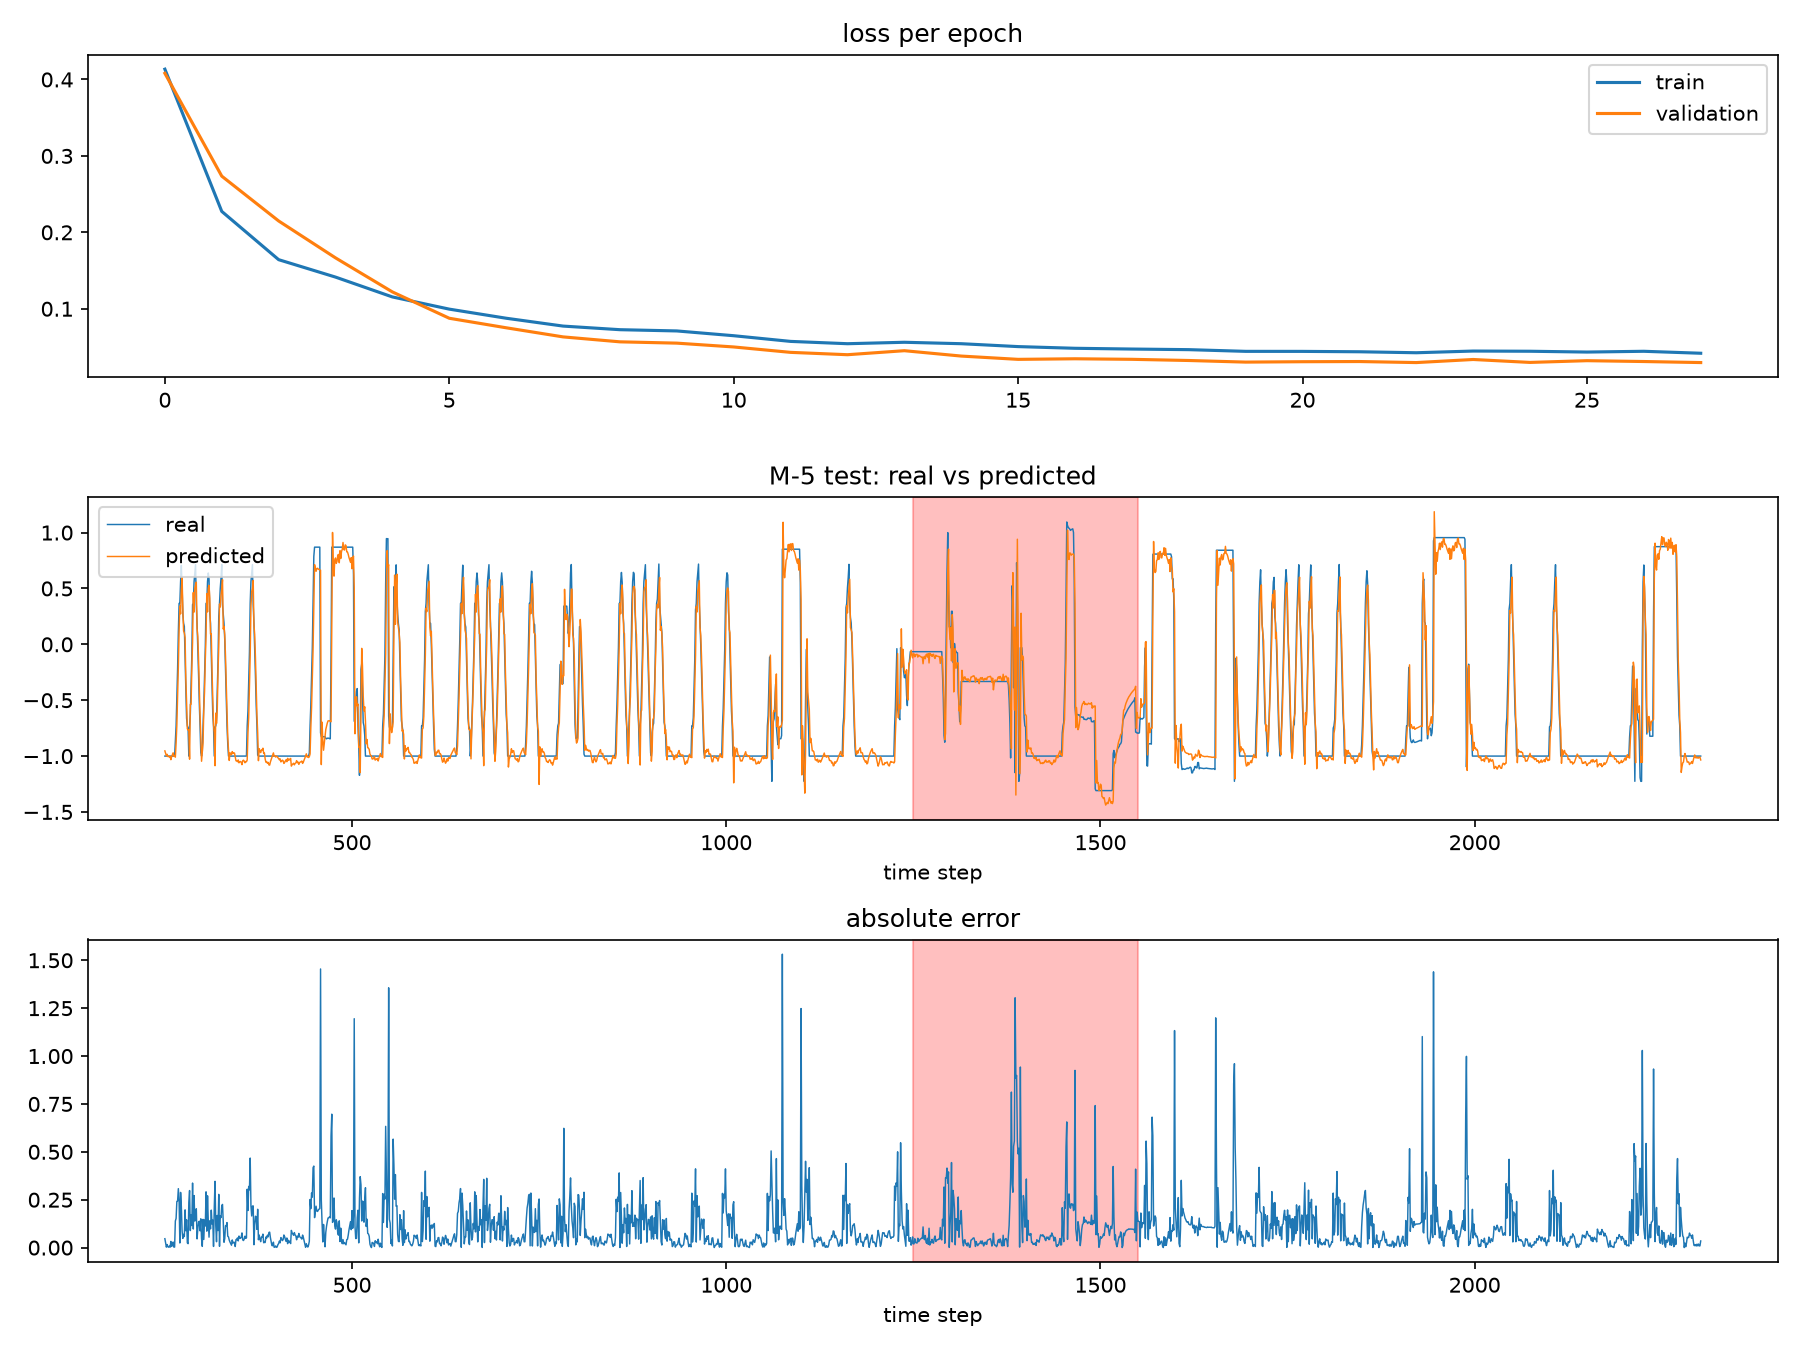 loss per epoch
train
validation
0.4
0.3
0.2
0.1
0 5 10 15 20 25
M-5 test: real vs predicted
real
predicted
1.0
0.5
0.0
−0.5
−1.0
−1.5
500 1000 1500 2000
time step
absolute error
1.50
1.25
1.00
0.75
0.50
0.25
0.00
500 1000 1500 2000
time step